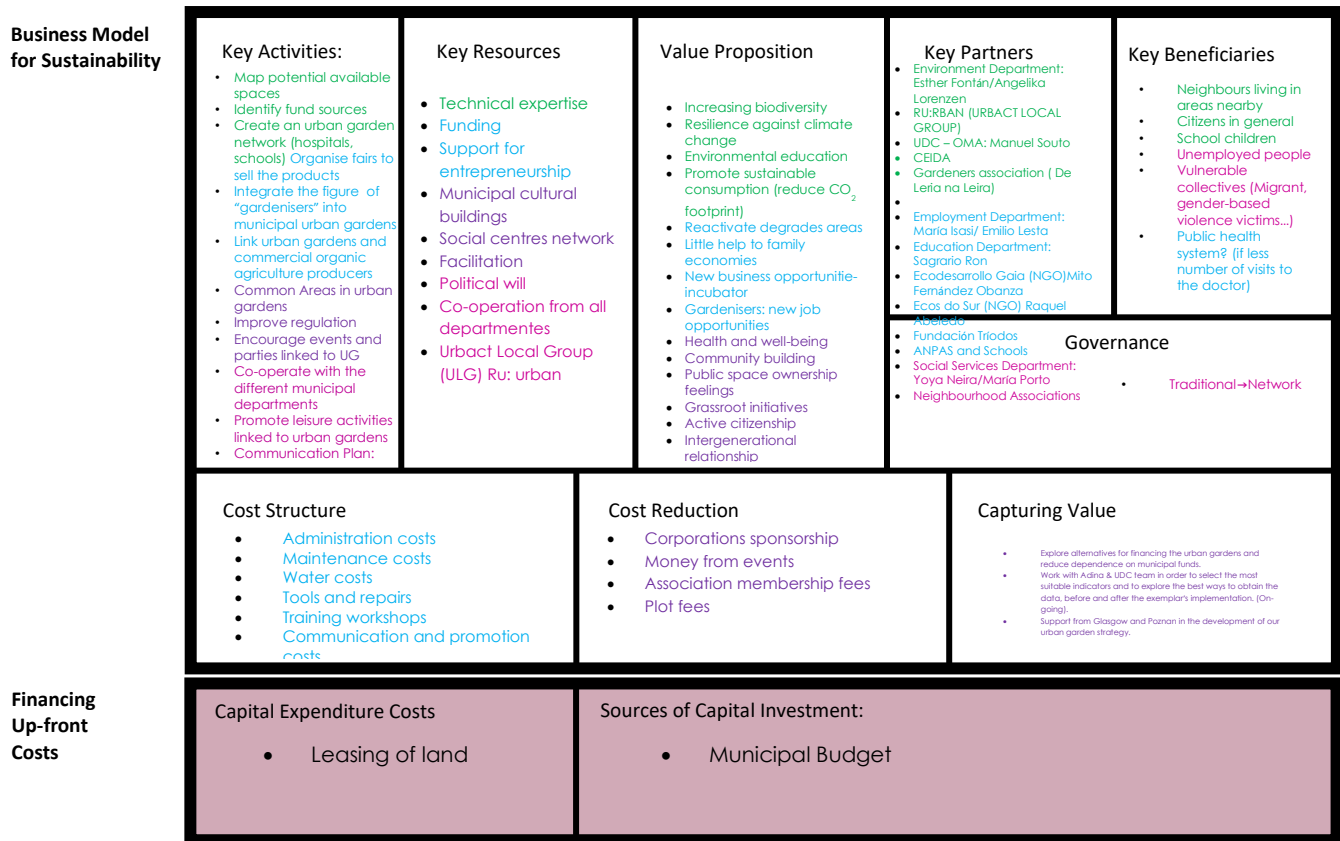 Business Model
for Sustainability
Key Activities:
• Map potential available
spaces
• Identify fund sources
• Create an urban garden
network (hospitals,
schools) Organise fairs to
sell the products
• Integrate the figure of
“gardenisers” into
municipal urban gardens
• Link urban gardens and
commercial organic
agriculture producers
• Common Areas in urban
gardens
• Improve regulation
• Encourage events and
parties linked to UG
• Co-operate with the
different municipal
departments
• Promote leisure activities
linked to urban gardens
• Communication Plan:
Key Resources
• Technical expertise
• Funding
• Support for
entrepreneurship
• Municipal cultural
buildings
• Social centres network
• Facilitation
• Political will
• Co-operation from all
departmentes
• Urbact Local Group
(ULG) Ru: urban
Value Proposition
• Increasing biodiversity
• Resilience against climate
change
• Environmental education
• Promote sustainable
consumption (reduce CO2
footprint)
• Reactivate degrades areas
• Little help to family
economies
• New business opportunitie-
incubator
• Gardenisers: new job
opportunities
• Health and well-being
• Community building
• Public space ownership
feelings
• Grassroot initiatives
• Active citizenship
• Intergenerational
relationship
Key Partners
• Environment Department:
Esther Fontán/Angelika
Lorenzen
• RU:RBAN (URBACT LOCAL
GROUP)
• UDC – OMA: Manuel Souto
• CEIDA
• Gardeners association ( De
Leria na Leira)
•
• Employment Department:
María Isasi/ Emilio Lesta
• Education Department:
Sagrario Ron
• Ecodesarrollo Gaia (NGO)Mito
Fernández Obanza
• Ecos do Sur (NGO) Raquel
Abeledo
• Fundación Tríodos
• ANPAS and Schools
• Social Services Department:
Yoya Neira/María Porto
• Neighbourhood Associations
Key Beneficiaries
• Neighbours living in
areas nearby
• Citizens in general
• School children
• Unemployed people
• Vulnerable
collectives (Migrant,
gender-based
violence victims…)
• Public health
system? (if less
number of visits to
the doctor)
Governance
• Traditional→Network
Cost Structure
• Administration costs
• Maintenance costs
• Water costs
• Tools and repairs
• Training workshops
• Communication and promotion
costs
Cost Reduction
• Corporations sponsorship
• Money from events
• Association membership fees
• Plot fees
Capturing Value
• Explore alternatives for financing the urban gardens and
reduce dependence on municipal funds.
• Work with Adina & UDC team in order to select the most
suitable indicators and to explore the best ways to obtain the
data, before and after the exemplar's implementation. (On-
going).
• Support from Glasgow and Poznan in the development of our
urban garden strategy.
Financing
Up-front
Costs
Capital Expenditure Costs
• Leasing of land
Sources of Capital Investment:
• Municipal Budget